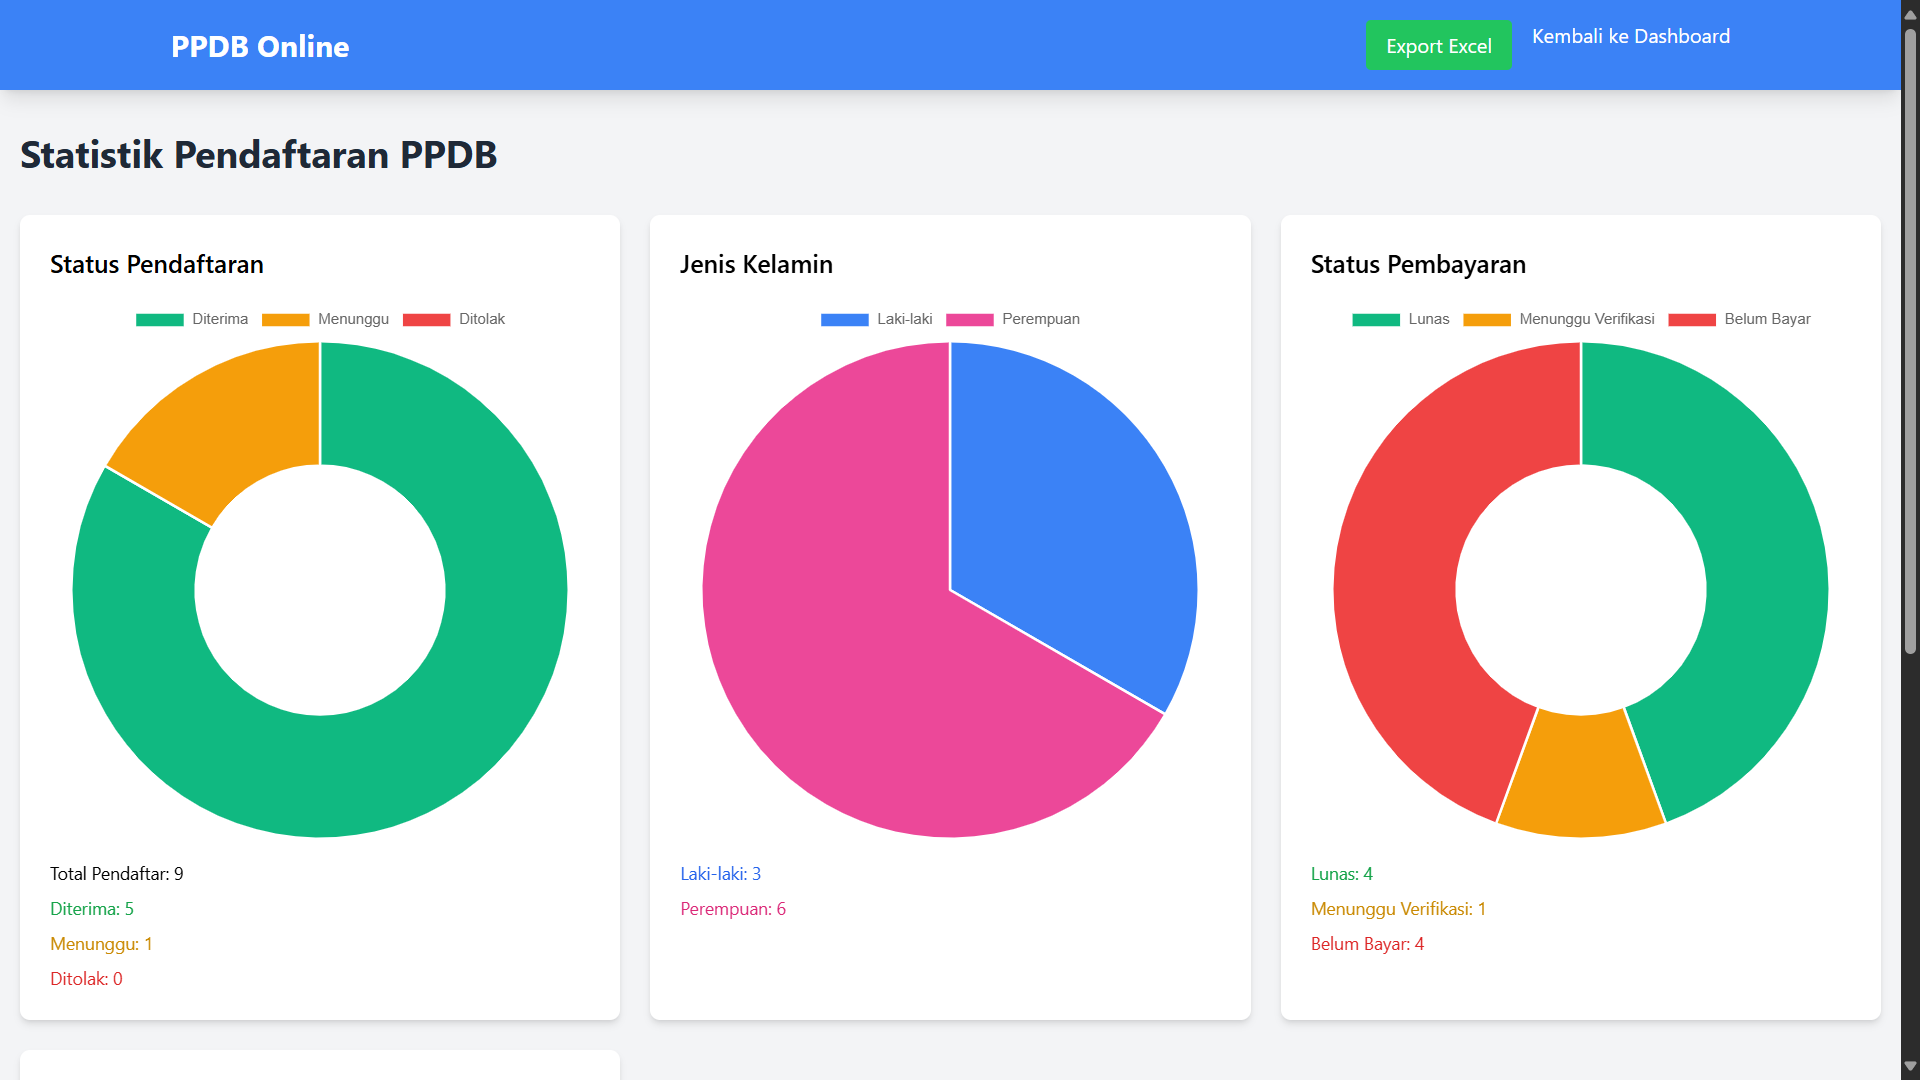 PPDB Online
Export Excel
Kembali ke Dashboard
Statistik Pendaftaran PPDB
Status Pendaftaran
Diterima Menunggu Ditolak
Total Pendaftar: 9
Diterima: 5
Menunggu: 1
Ditolak: 0
Jenis Kelamin
Laki-laki Perempuan
Laki-laki: 3
Perempuan: 6
Status Pembayaran
Lunas Menunggu Verifikasi Belum Bayar
Lunas: 4
Menunggu Verifikasi: 1
Belum Bayar: 4